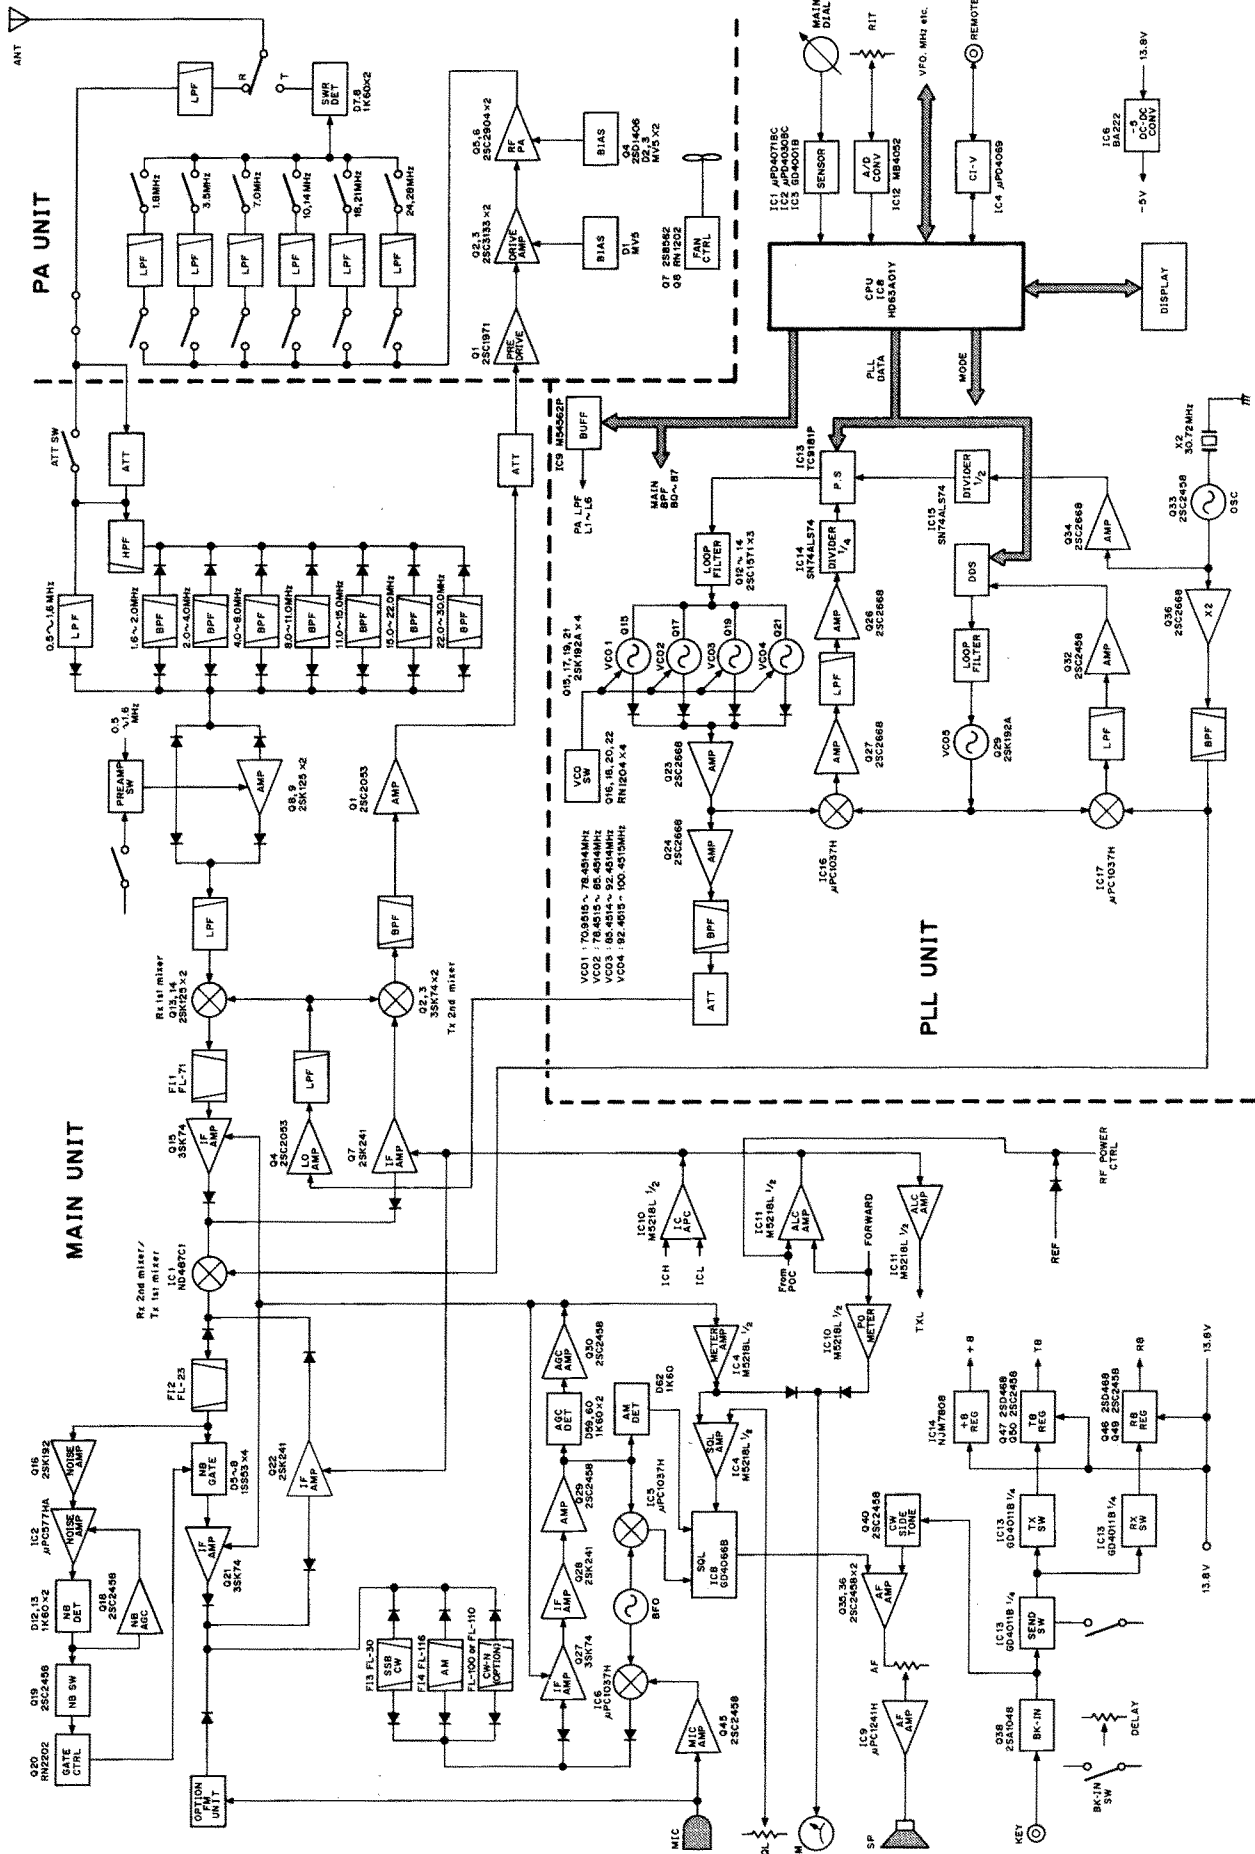 PA UNIT
ANT
LPF
R
T
SWR
DET
D7,8
1K60×2
1.8MHz
3.5MHz
7.0MHz
10,14MHz
18,21MHz
24,28MHz
LPF
LPF
LPF
LPF
LPF
LPF
Q5,6
2SC2904×2
RF
PA
BIAS
Q4
2SD1406
D2,3
MV5×2
Q2,3
2SC3133×2
DRIVE
AMP
BIAS
D1
MV5
Q7 2SB562
Q8 RN1202
FAN
CTRL
Q1
2SC1971
PRE
DRIVE
MAIN
DIAL
RIT
VFO, MHz etc.
REMOTE
IC1 μPD4071BC
IC2 μPD4030BC
IC3 GD4001B
SENSOR
A/D
CONV
IC12 MB4052
CI-V
IC4 μPD4069
IC6
BA222
-5
DC-DC
CONV
13.8V
-5V
CPU
IC8
HD63A01Y
DISPLAY
PLL
DATA
MODE
MAIN UNIT
ATT SW
ATT
HPF
0.5~1.6MHz
LPF
1.6~2.0MHz
BPF
2.0~4.0MHz
BPF
4.0~8.0MHz
BPF
8.0~11.0MHz
BPF
11.0~15.0MHz
BPF
15.0~22.0MHz
BPF
22.0~30.0MHz
BPF
ATT
0.5
~1.6
MHz
PREAMP
SW
AMP
Q8,9
2SK125×2
Q1
2SC2053
AMP
LPF
BPF
Rx 1st mixer
Q13,14
2SK125×2
Q2,3
3SK74×2
Tx 2nd mixer
FI1
FL-71
LPF
Q15
3SK74
IF
AMP
Q4
2SC2053
LO
AMP
Q7
2SK241
IF
AMP
Rx 2nd mixer/
Tx 1st mixer
IC1
ND487C1
FI2
FL-23
Q16
2SK192
NOISE
AMP
IC2
μPC577HA
NOISE
AMP
D12,13
1K60×2
NB
DET
Q18
2SC2458
NB
AGC
Q19
2SC2458
NB SW
Q20
RN2202
GATE
CTRL
NB
GATE
D5~8
1SS53×4
Q21
3SK74
IF
AMP
Q22
2SK241
IF
AMP
OPTION
FM
UNIT
FI3 FL-30
SSB
CW
FI4 FL-116
AM
FL-100 or FL-110
CW-N
(OPTION)
AGC
AMP
Q30
2SC2458
AGC
DET
D59,60
1K60×2
AM
DET
D62
1K60
Q29
2SC2458
AMP
Q28
2SK241
IF
AMP
Q27
3SK74
IF
AMP
IC5
μPC1037H
BFO
IC6
μPC1037H
MIC
AMP
Q45
2SC2458
MIC
METER
AMP
IC4
M5218L 1/2
SQL
AMP
IC4
M5218L 1/2
SQL
IC8
GD4066B
QL
M
IC10
M5218L 1/2
IC
APC
ICH
ICL
IC11
M5218L 1/2
ALC
AMP
From
POC
FORWARD
PO
METER
IC10
M5218L 1/2
ALC
AMP
IC11
M5218L 1/2
TXL
RF POWER
CTRL
REF
Q40
2SC2458
CW
SIDE
TONE
Q35,36
2SC2458×2
AF
AMP
AF
IC9
μPC1241H
AF
AMP
SP
IC14
NJM7808
+8
REG
+8
Q47 2SD468
Q50 2SC2458
T8
REG
T8
Q46 2SD468
Q49 2SC2458
R8
REG
R8
13.8V
13.8V
IC13
GD4011B 1/4
TX
SW
IC13
GD4011B 1/4
RX
SW
IC13
GD4011B 1/4
SEND
SW
Q38
2SA1048
BK-IN
KEY
BK-IN
SW
DELAY
PLL UNIT
IC9 M54562P
BUFF
PA LPF
L1~L6
MAIN
BPF
B0~B7
IC13
TC9181P
P.S
IC14
SN74ALS74
DIVIDER
1/4
IC15
SN74ALS74
DIVIDER
1/2
LOOP
FILTER
Q12~14
2SC1571×3
VCO1
Q15
VCO2
Q17
VCO3
Q19
VCO4
Q21
Q15,17,19,21
2SK192A×4
VCO
SW
Q16,18,20,22
RN1204×4
Q23
2SC2668
AMP
Q24
2SC2668
AMP
BPF
ATT
VCO1 : 70.9515~78.4514MHz
VCO2 : 78.4515~85.4514MHz
VCO3 : 85.4514~92.4514MHz
VCO4 : 92.4515~100.4515MHz
AMP
Q26
2SC2668
LPF
AMP
Q27
2SC2668
IC16
μPC1037H
DDS
LOOP
FILTER
VCO5
Q29
2SK192A
Q34
2SC2668
AMP
Q32
2SC2458
AMP
LPF
IC17
μPC1037H
X2
30.72MHz
Q33
2SC2458
OSC
Q36
2SC2668
X2
BPF